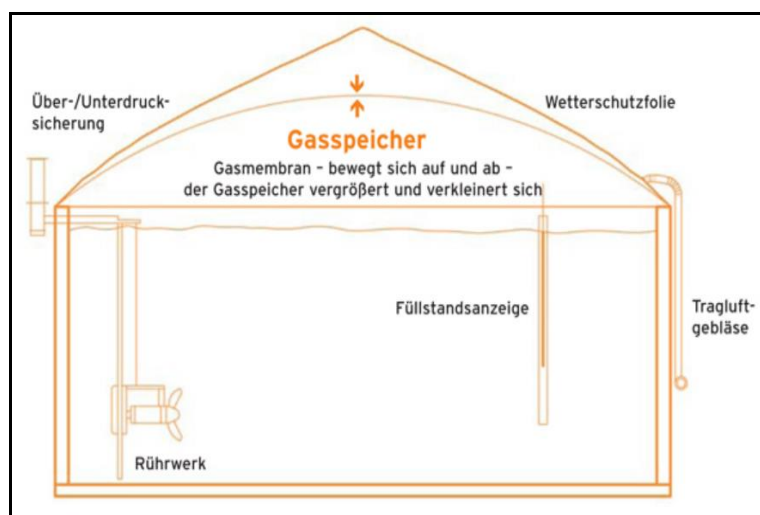 Über-/Unterdruck-
sicherung
Wetterschutzfolie
Gasspeicher
Gasmembran – bewegt sich auf und ab –
der Gasspeicher vergrößert und verkleinert sich
Füllstandsanzeige
Tragluft-
gebläse
Rührwerk